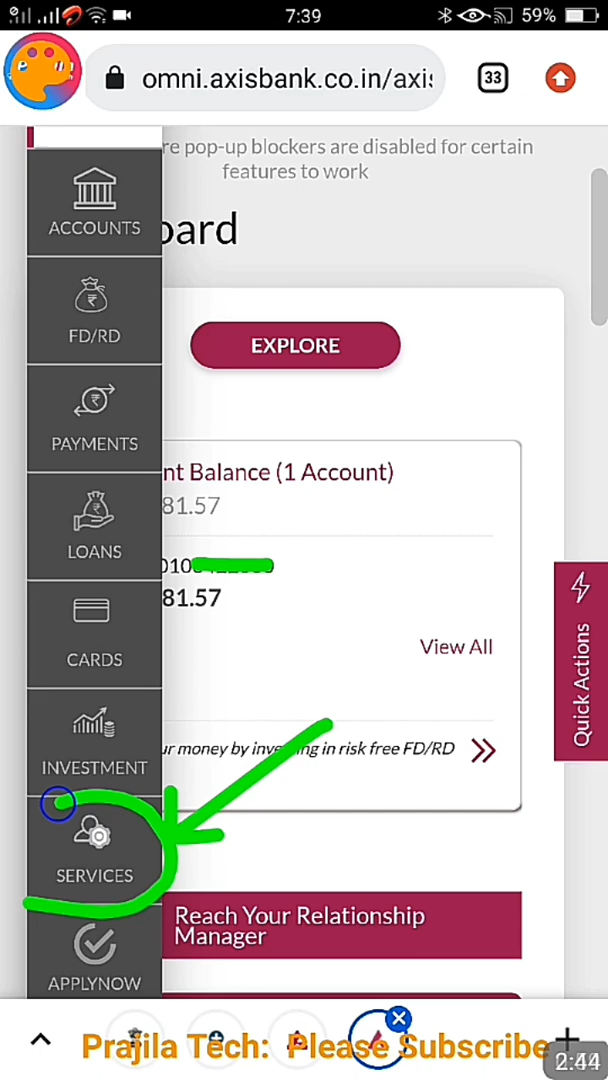 7:39
59%
omni.axisbank.co.in/axis
33
re pop-up blockers are disabled for certain
features to work
oard
ACCOUNTS
FD/RD
EXPLORE
PAYMENTS
nt Balance (1 Account)
81.57
LOANS
010
81.57
CARDS
View All
Quick Actions
INVESTMENT
ur money by investing in risk free FD/RD
SERVICES
Reach Your Relationship
Manager
APPLYNOW
Prajila Tech: Please Subscribe
2:44